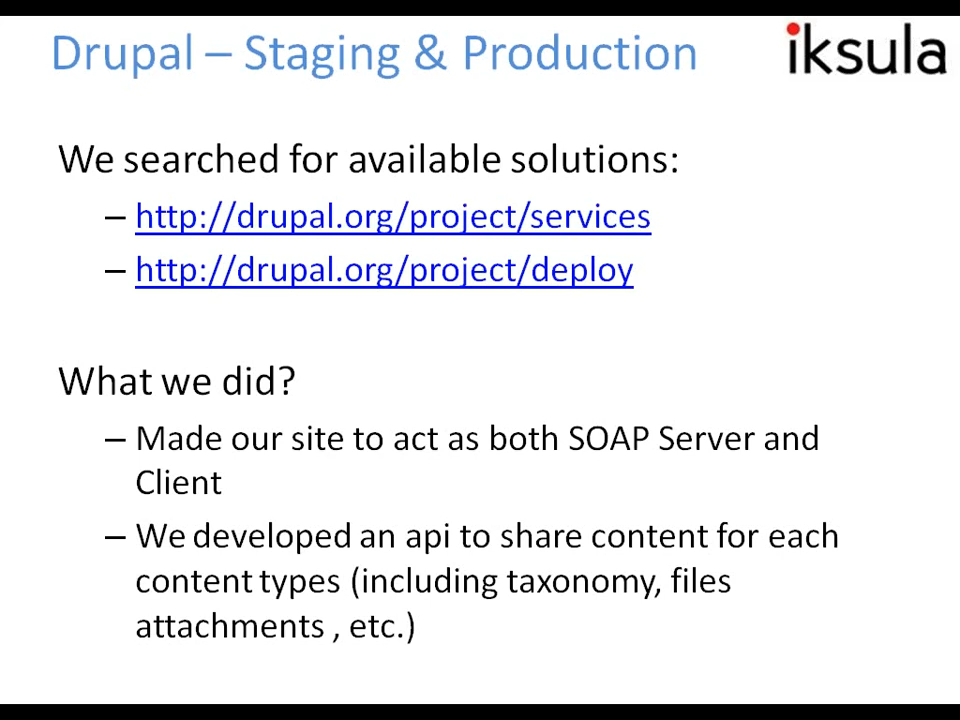 Drupal – Staging & Production
iksula
We searched for available solutions:
– http://drupal.org/project/services
– http://drupal.org/project/deploy
What we did?
– Made our site to act as both SOAP Server and
Client
– We developed an api to share content for each
content types (including taxonomy, files
attachments , etc.)